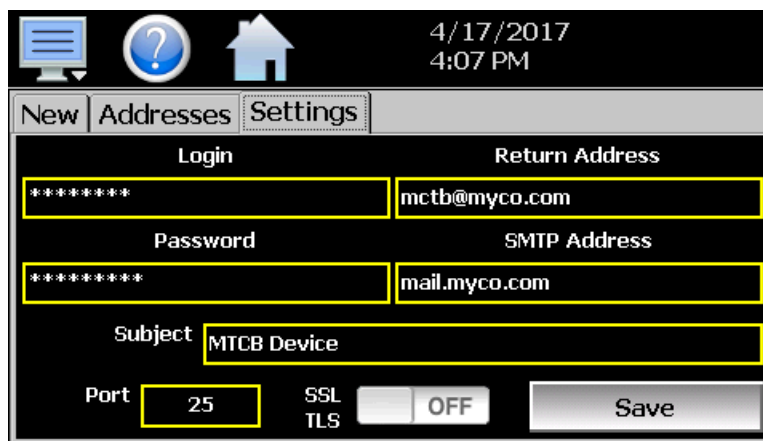 4/17/2017
4:07 PM
New Addresses Settings
Login Return Address
******** mctb@myco.com
Password SMTP Address
********* mail.myco.com
Subject MTCB Device
Port 25 SSL TLS OFF Save